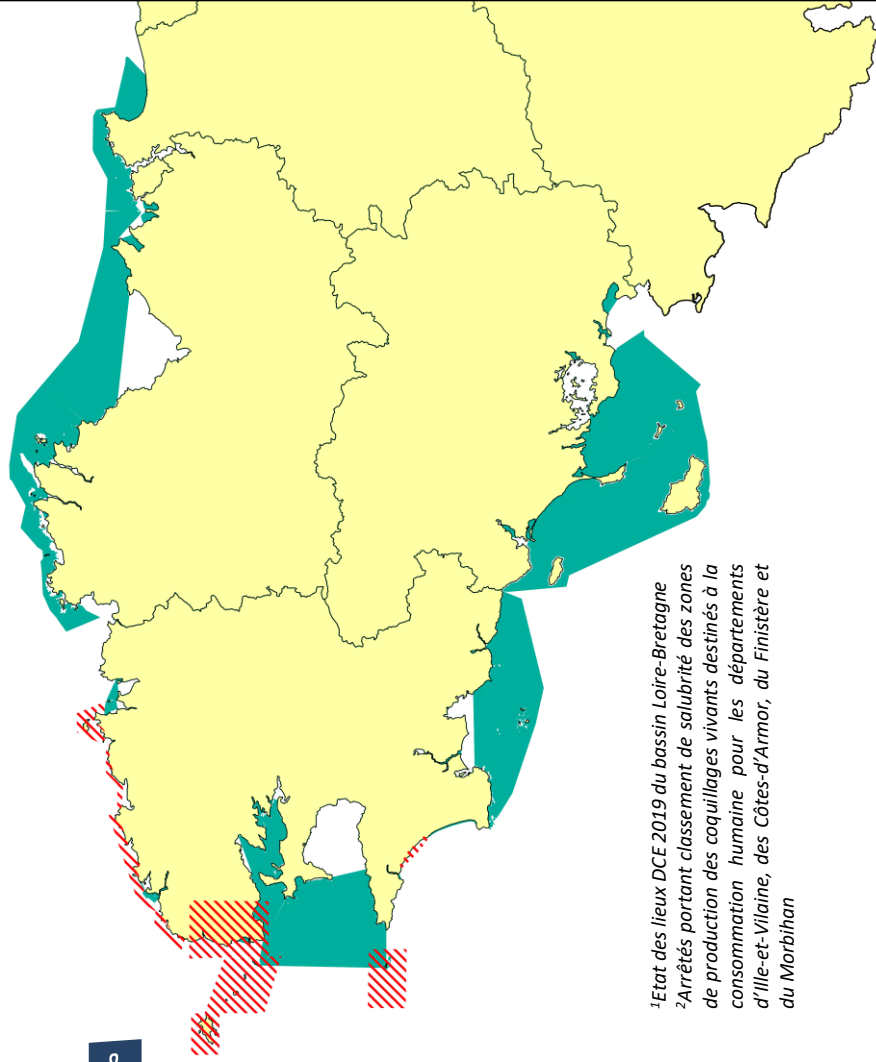 ¹Etat des lieux DCE 2019 du bassin Loire-Bretagne
²Arrêtés portant classement de salubrité des zones
de production des coquillages vivants destinés à la
consommation humaine pour les départements
d'Ille-et-Vilaine, des Côtes-d'Armor, du Finistère et
du Morbihan